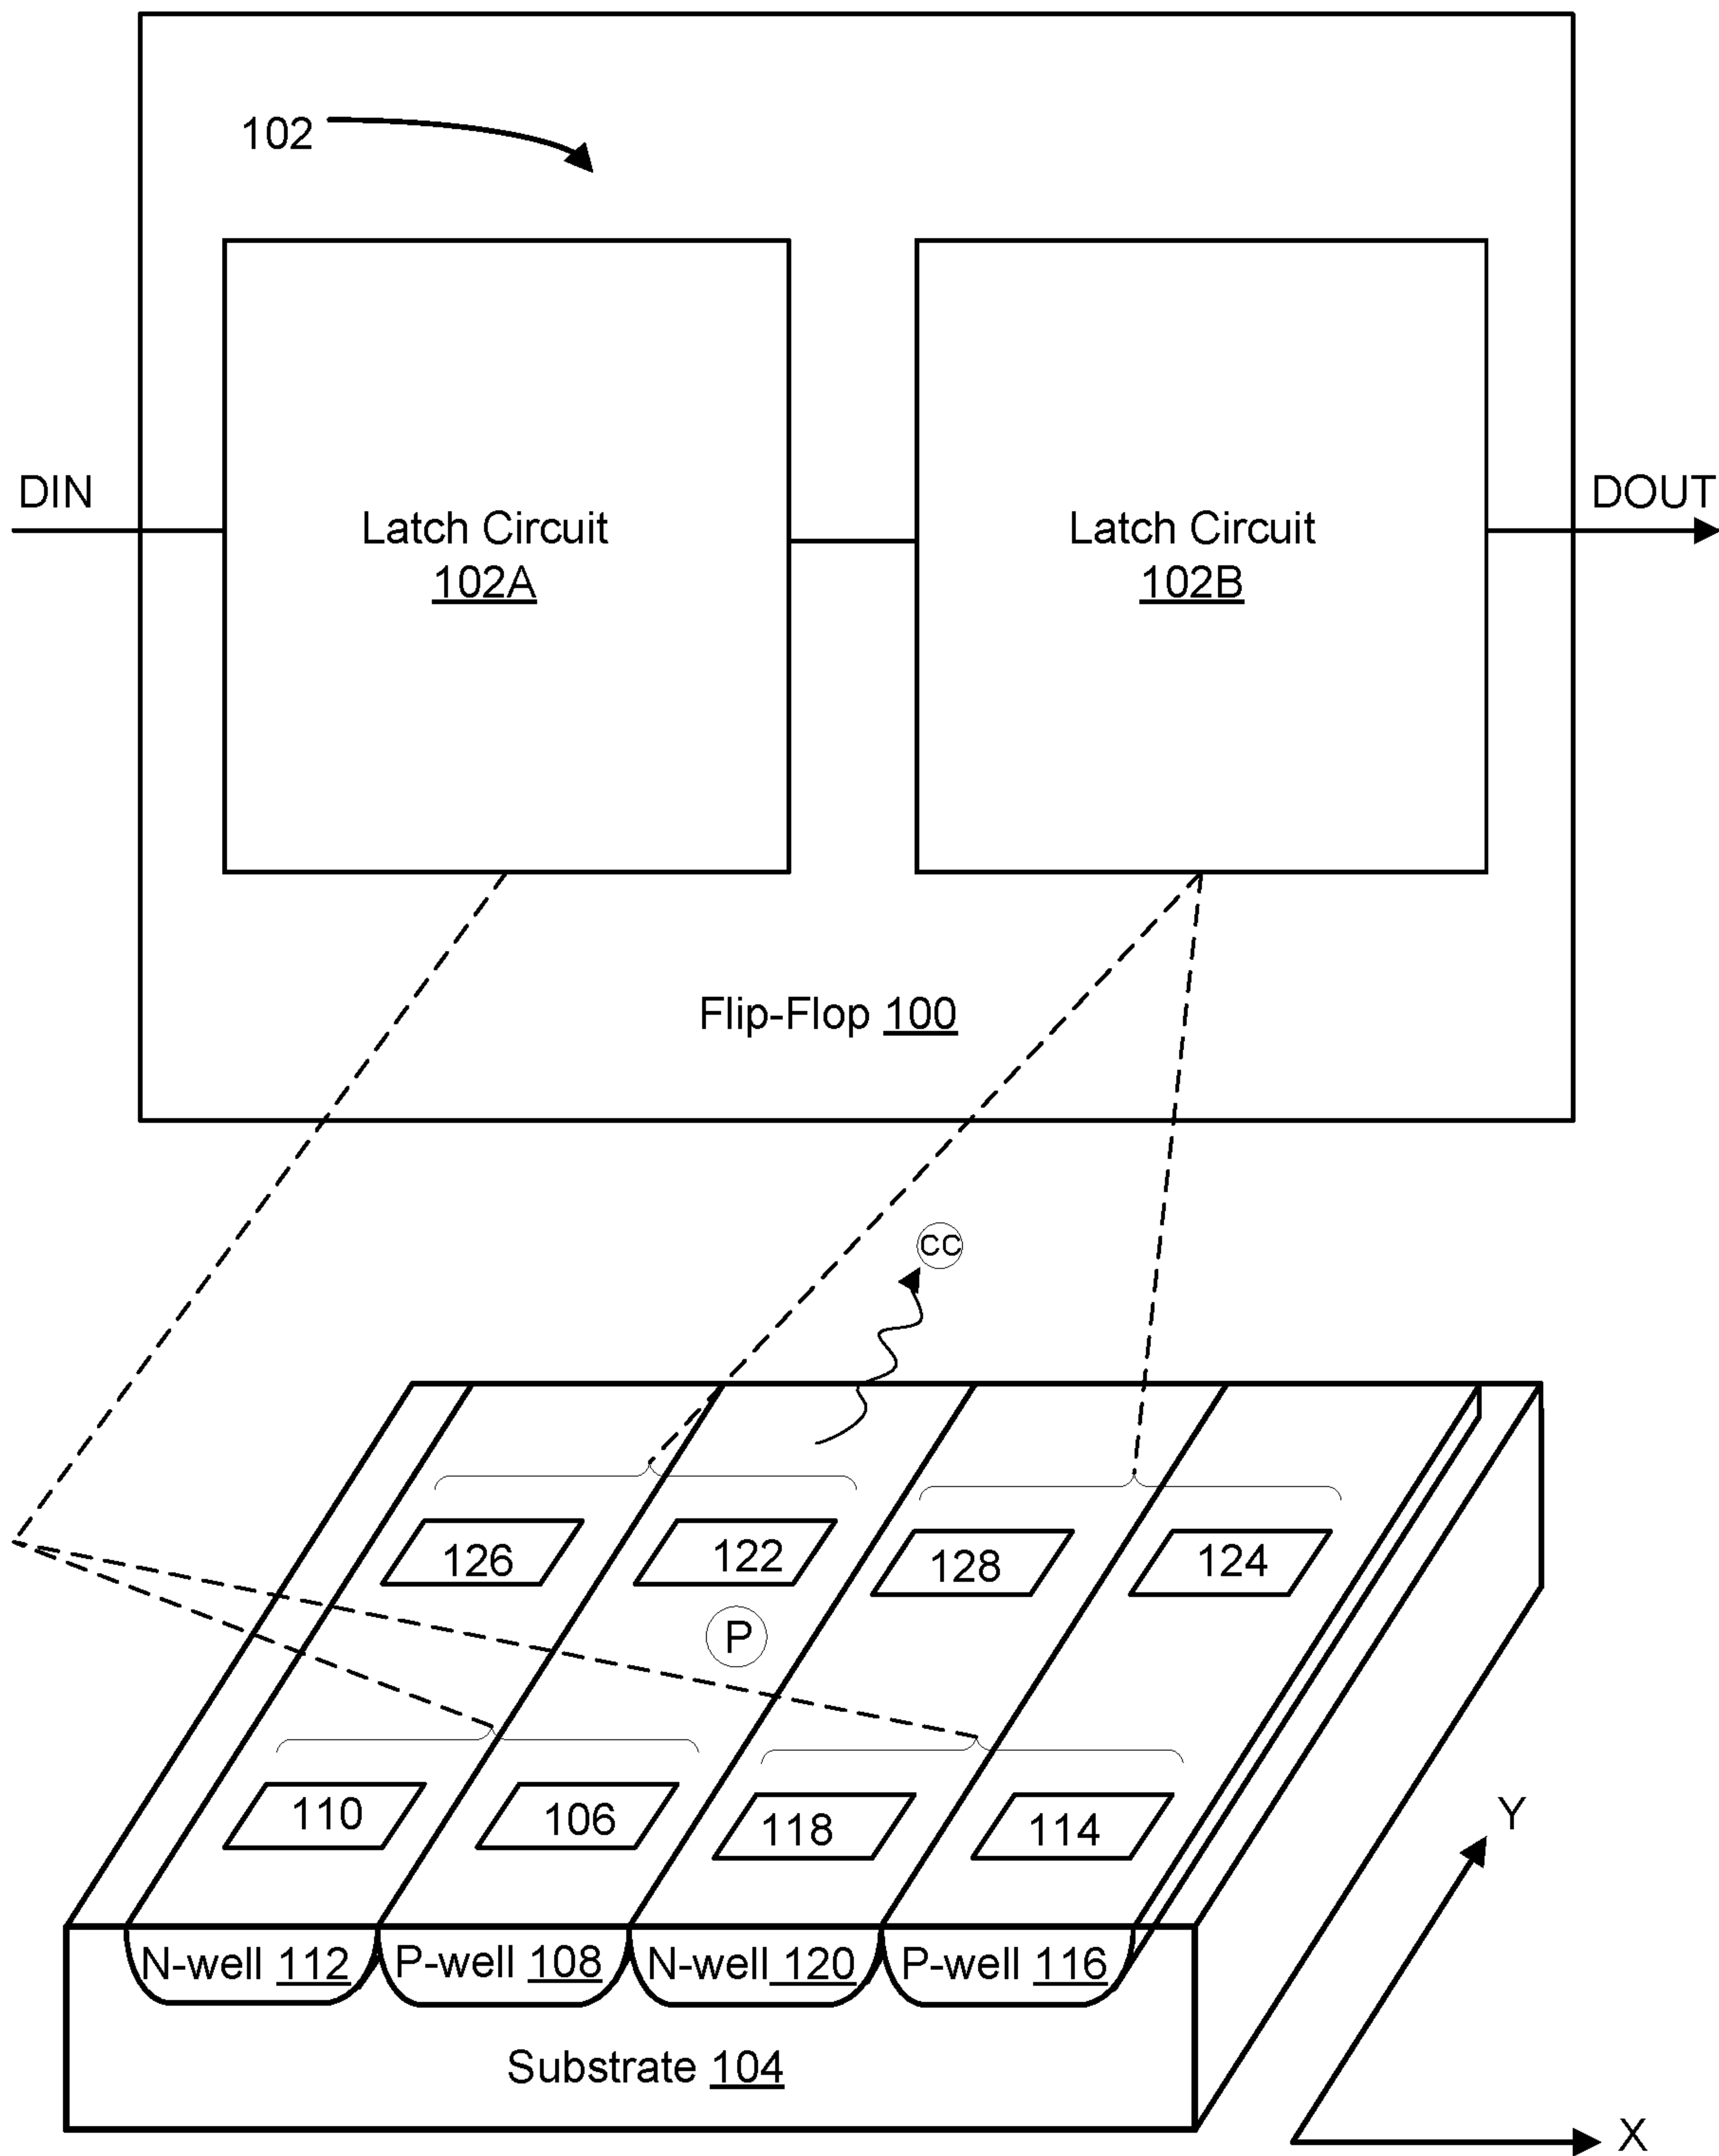 102
DIN
DOUT
Latch Circuit
102A
Latch Circuit
102B
Flip-Flop 100
CC
126
122
128
124
P
110
106
118
114
Y
N-well 112
P-well 108
N-well 120
P-well 116
Substrate 104
X